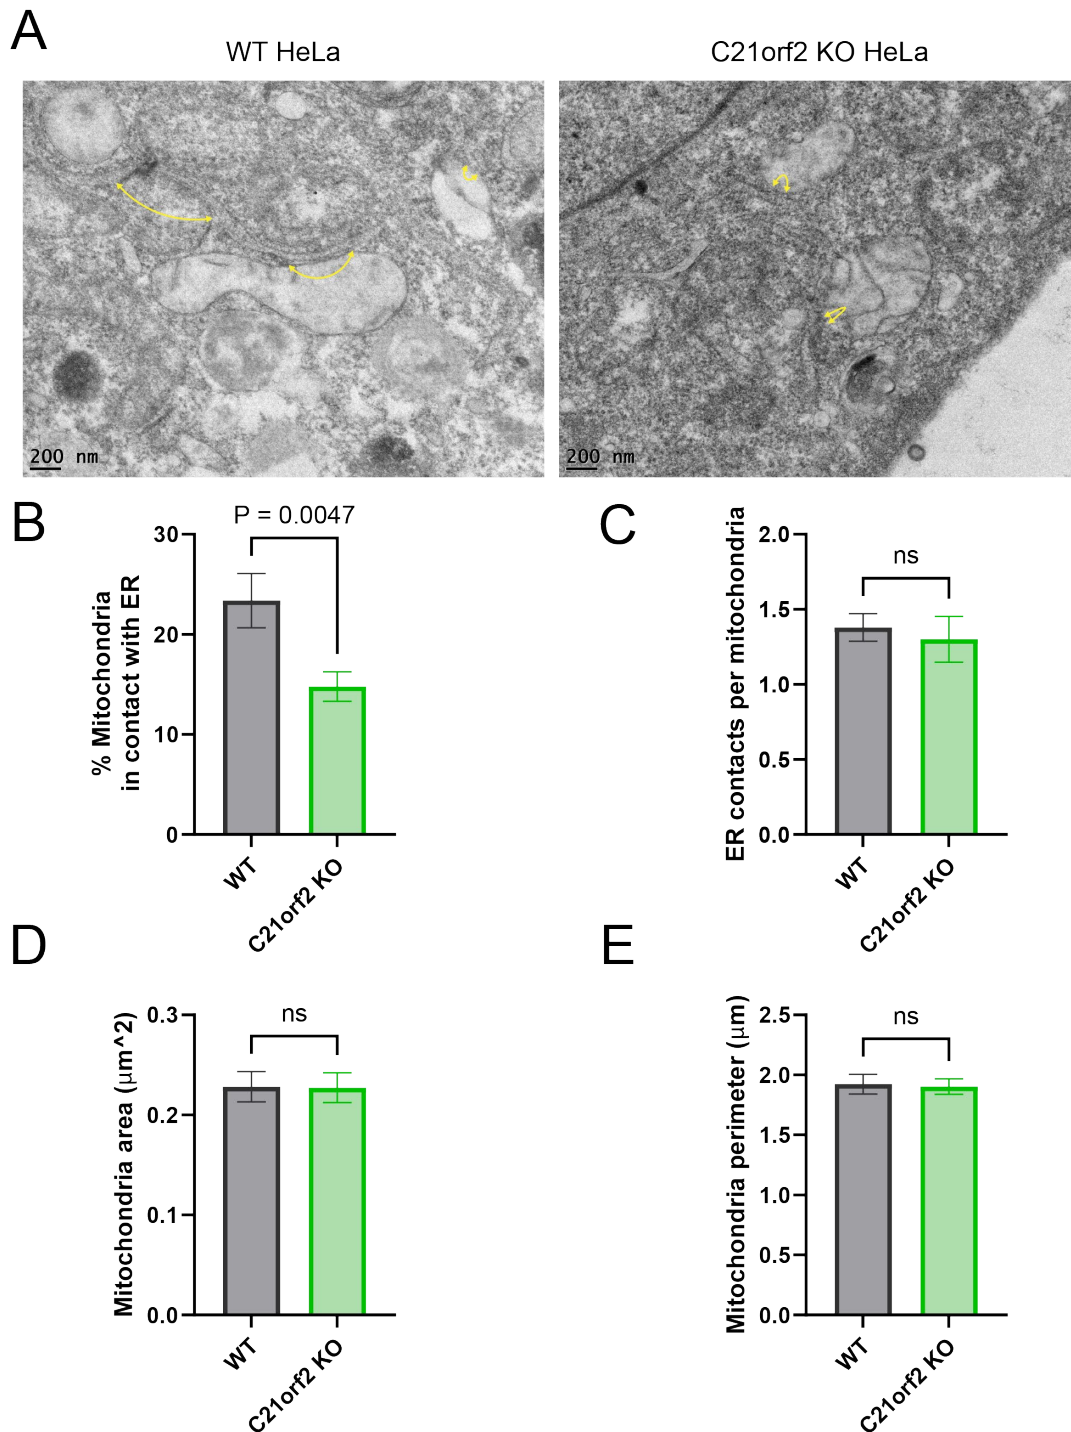 A
WT HeLa
C21orf2 KO HeLa
200 nm
200 nm
B
P = 0.0047
% Mitochondria
in contact with ER
30
20
10
0
WT
C21orf2 KO
C
ns
ER contacts per mitochondria
2.0
1.5
1.0
0.5
0.0
WT
C21orf2 KO
D
ns
Mitochondria area (μm^2)
0.3
0.2
0.1
0.0
WT
C21orf2 KO
E
ns
Mitochondria perimeter (μm)
2.5
2.0
1.5
1.0
0.5
0.0
WT
C21orf2 KO